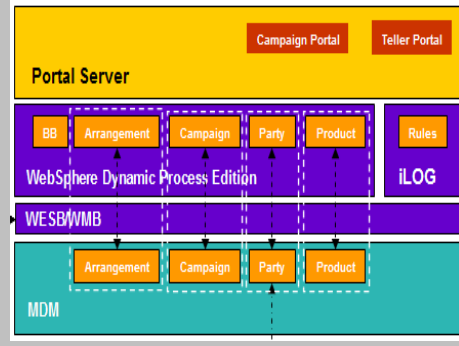 Campaign Portal
Teller Portal
Portal Server
BB
Arrangement
Campaign
Party
Product
Rules
WebSphere Dynamic Process Edition
iLOG
WESB/WMB
Arrangement
Campaign
Party
Product
MDM